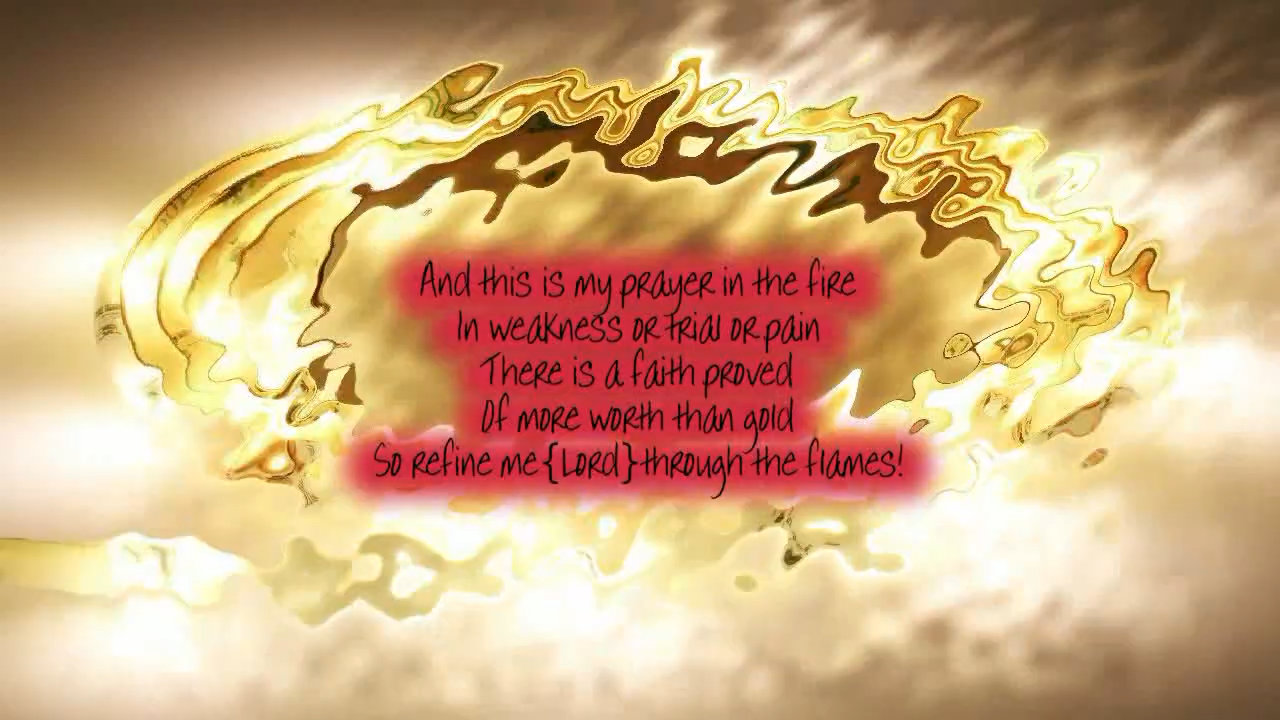 And this is my prayer in the fire
In weakness or trial or pain
There is a faith proved
Of more worth than gold
So refine me {Lord} through the flames!